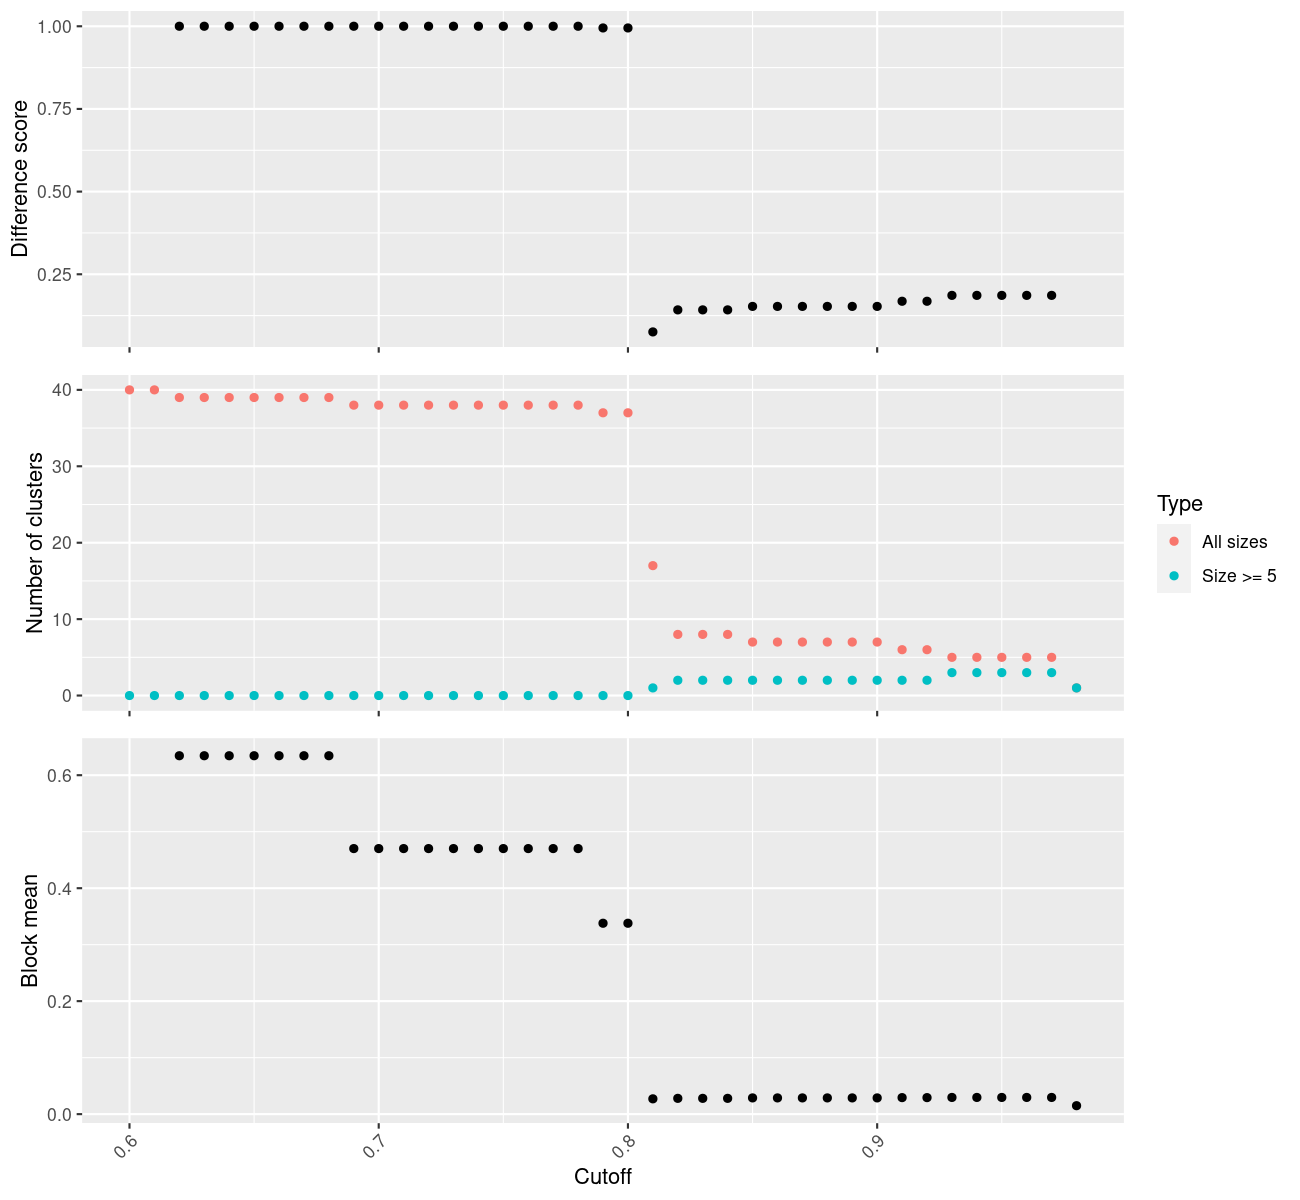 Difference score
1.00
0.75
0.50
0.25
Number of clusters
40
30
20
10
0
Type
All sizes
Size >= 5
Block mean
0.6
0.4
0.2
0.0
0.6 0.7 0.8 0.9
Cutoff